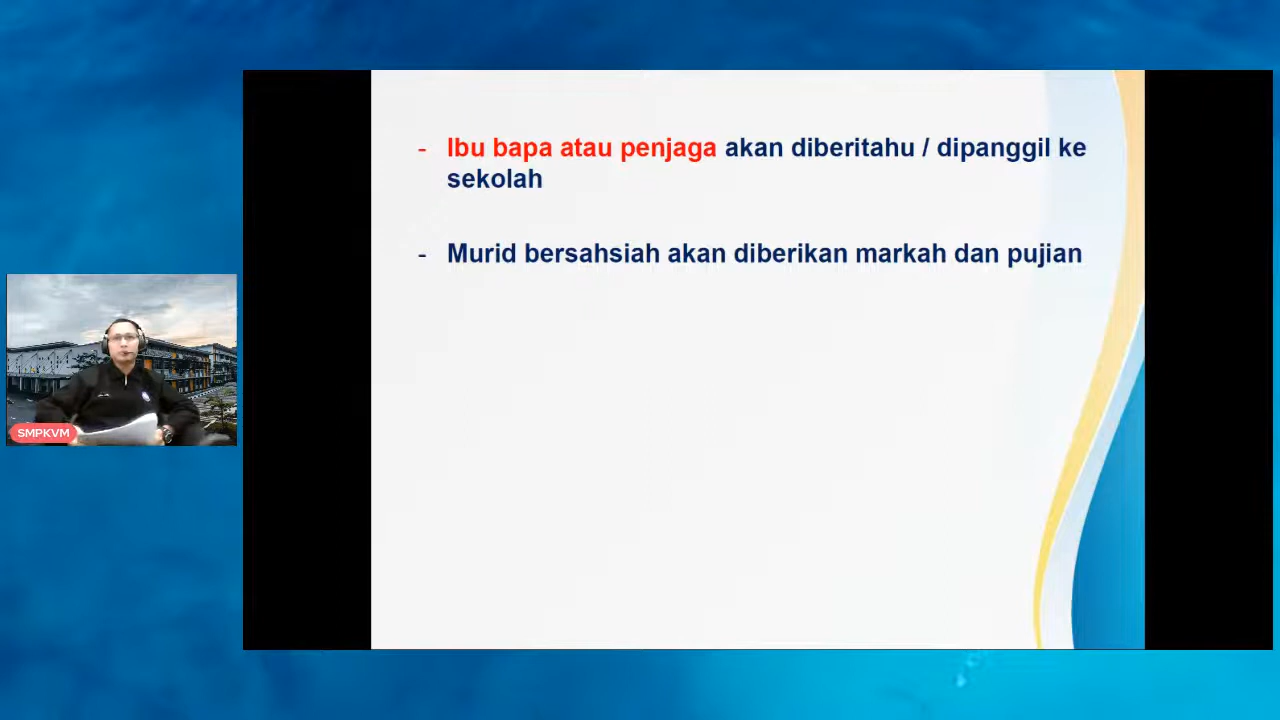 - Ibu bapa atau penjaga akan diberitahu / dipanggil ke
sekolah
- Murid bersahsiah akan diberikan markah dan pujian
SMPKVM